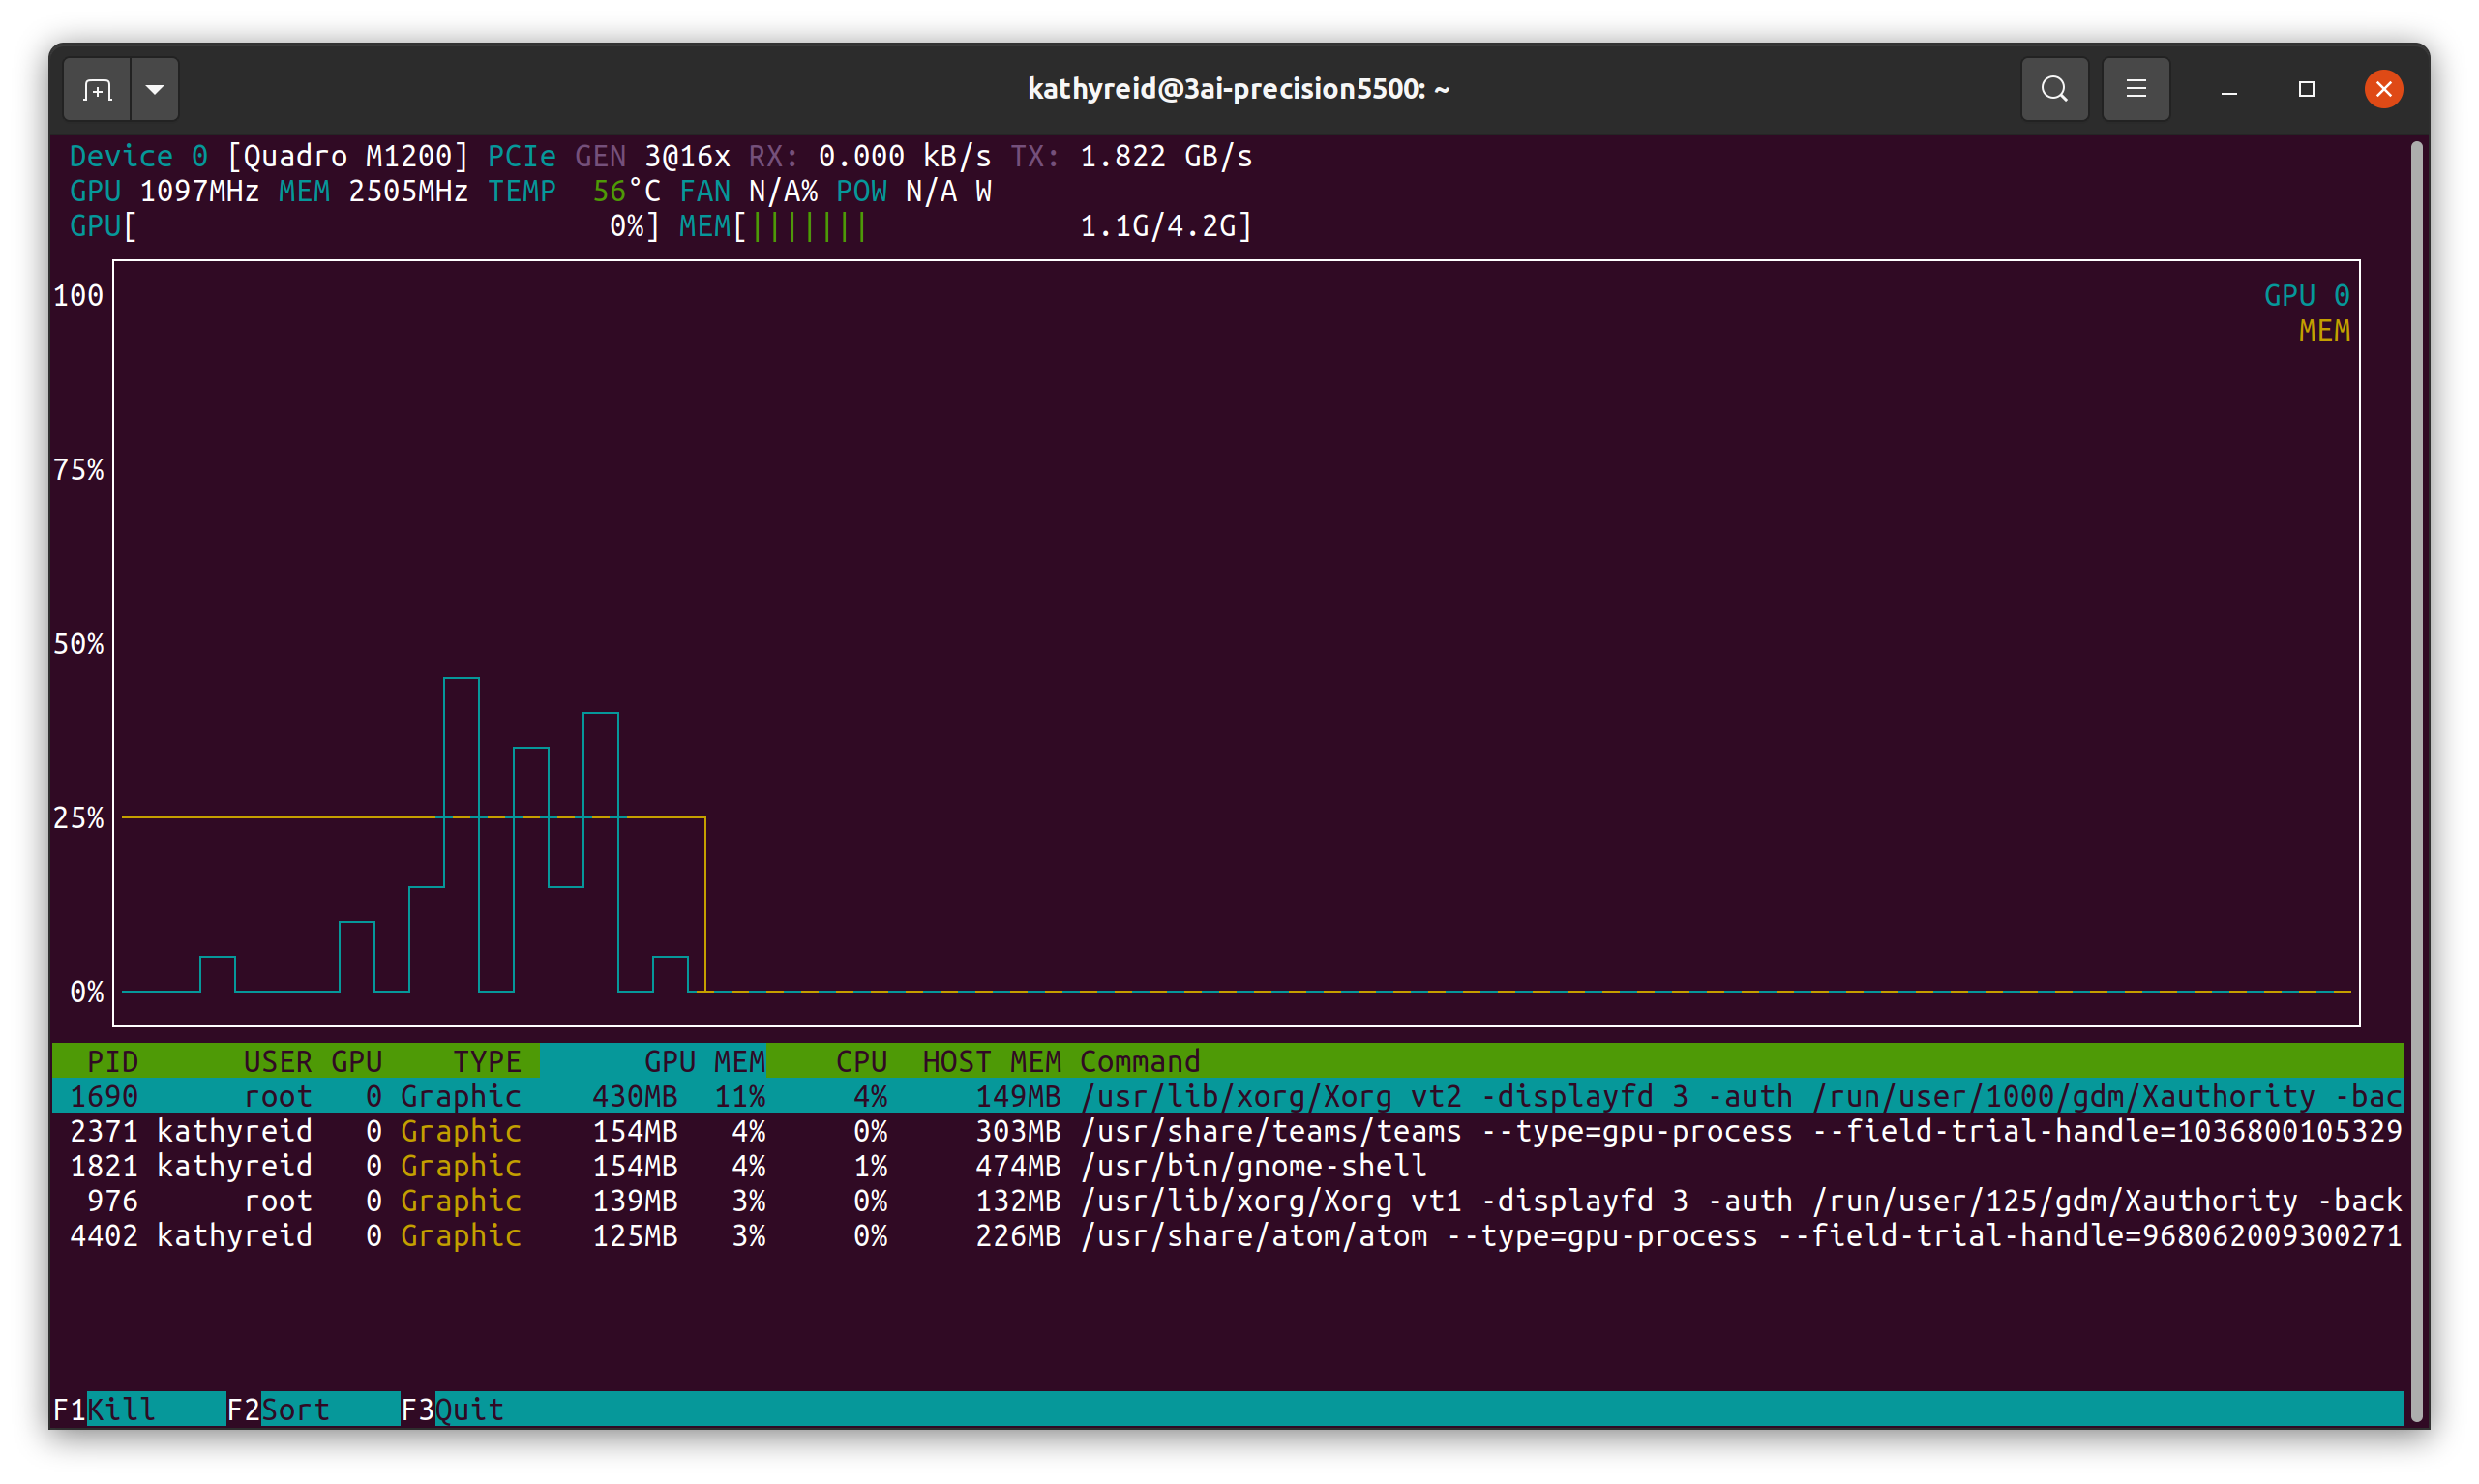 kathyreid@3ai-precision5500: ~
Device 0 [Quadro M1200] PCIe GEN 3@16x RX: 0.000 kB/s TX: 1.822 GB/s
GPU 1097MHz MEM 2505MHz TEMP 56°C FAN N/A% POW N/A W
GPU[ 0%] MEM[||||||| 1.1G/4.2G]
100
GPU 0
MEM
75%
50%
25%
0%
PID USER GPU TYPE GPU MEM CPU HOST MEM Command
1690 root 0 Graphic 430MB 11% 4% 149MB /usr/lib/xorg/Xorg vt2 -displayfd 3 -auth /run/user/1000/gdm/Xauthority -bac
2371 kathyreid 0 Graphic 154MB 4% 0% 303MB /usr/share/teams/teams --type=gpu-process --field-trial-handle=1036800105329
1821 kathyreid 0 Graphic 154MB 4% 1% 474MB /usr/bin/gnome-shell
976 root 0 Graphic 139MB 3% 0% 132MB /usr/lib/xorg/Xorg vt1 -displayfd 3 -auth /run/user/125/gdm/Xauthority -back
4402 kathyreid 0 Graphic 125MB 3% 0% 226MB /usr/share/atom/atom --type=gpu-process --field-trial-handle=968062009300271
F1Kill F2Sort F3Quit